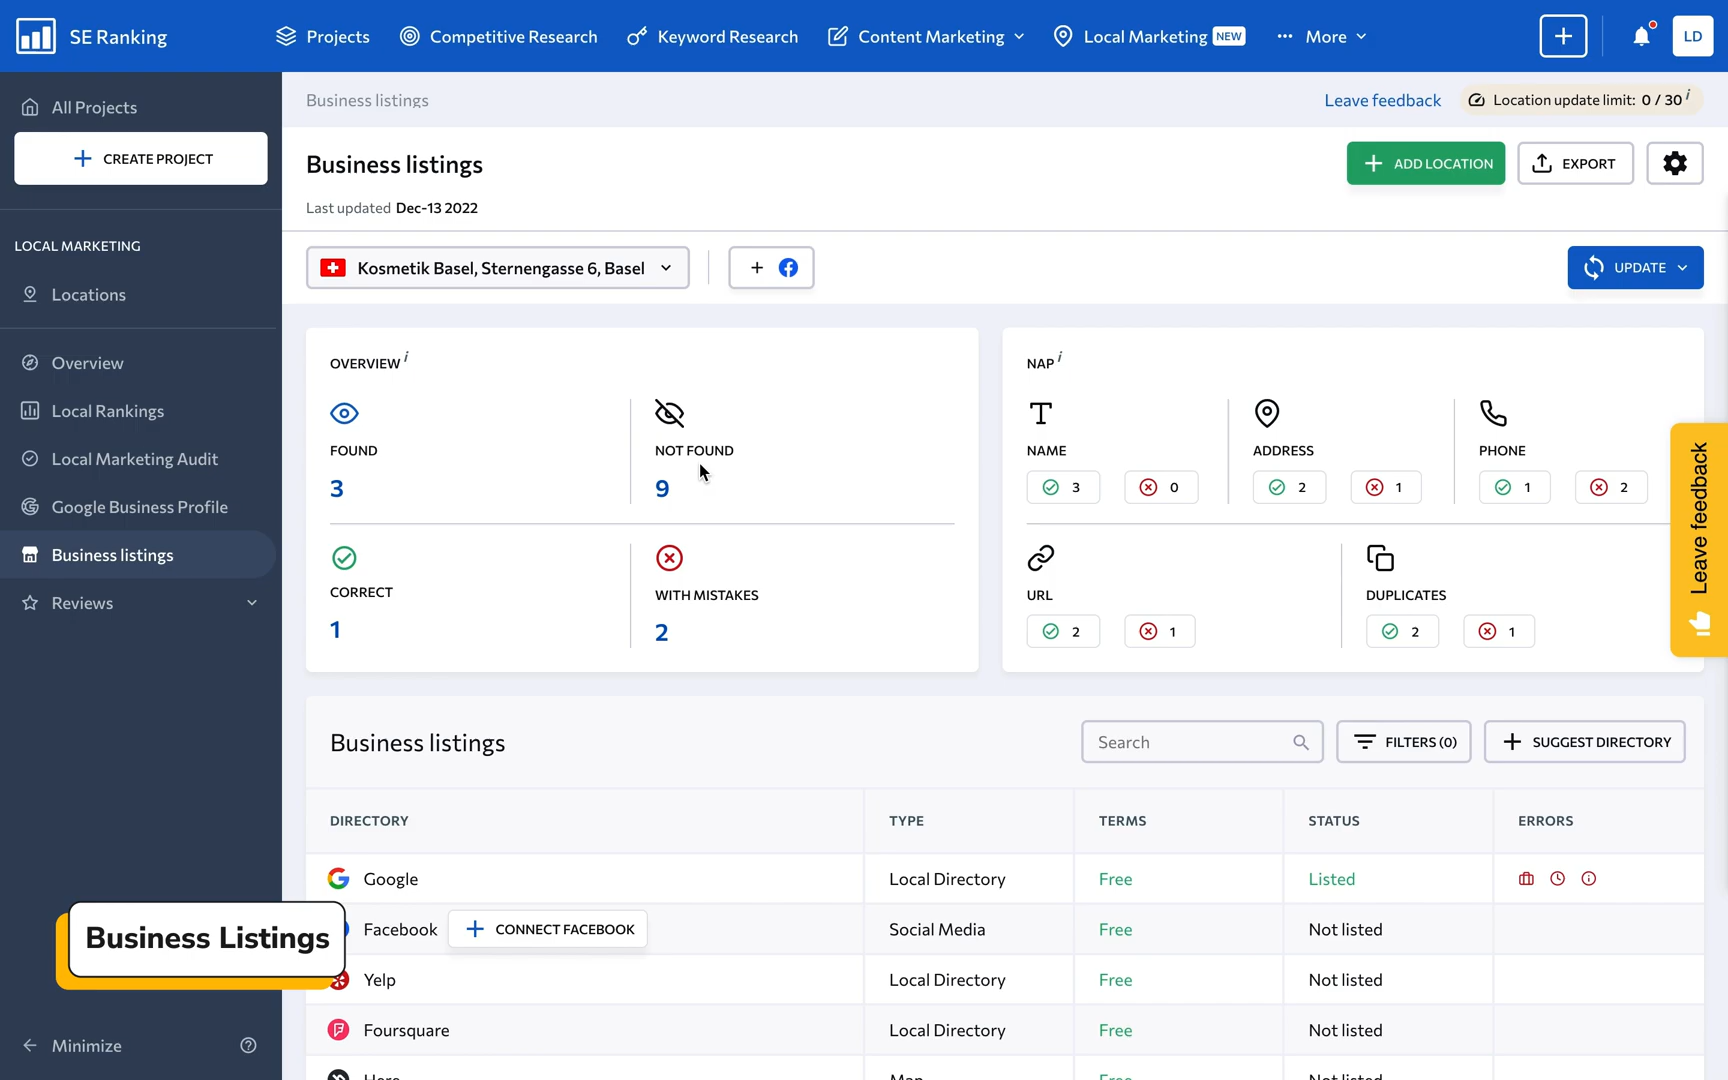 SE Ranking
Projects
Competitive Research
Keyword Research
Content Marketing
Local Marketing NEW
More
LD
All Projects
CREATE PROJECT
LOCAL MARKETING
Locations
Overview
Local Rankings
Local Marketing Audit
Google Business Profile
Business listings
Reviews
Minimize
Business listings
Leave feedback
Location update limit: 0 / 30 i
Business listings
ADD LOCATION
EXPORT
Last updated Dec-13 2022
Kosmetik Basel, Sternengasse 6, Basel
UPDATE
OVERVIEW i
FOUND
3
NOT FOUND
9
CORRECT
1
WITH MISTAKES
2
NAP i
NAME
3 0
ADDRESS
2 1
PHONE
1 2
URL
2 1
DUPLICATES
2 1
Leave feedback
Business listings
Search
FILTERS (0)
SUGGEST DIRECTORY
DIRECTORY TYPE TERMS STATUS ERRORS
Google Local Directory Free Listed
Facebook CONNECT FACEBOOK Social Media Free Not listed
Yelp Local Directory Free Not listed
Foursquare Local Directory Free Not listed
Here Map Free Not listed
Business Listings